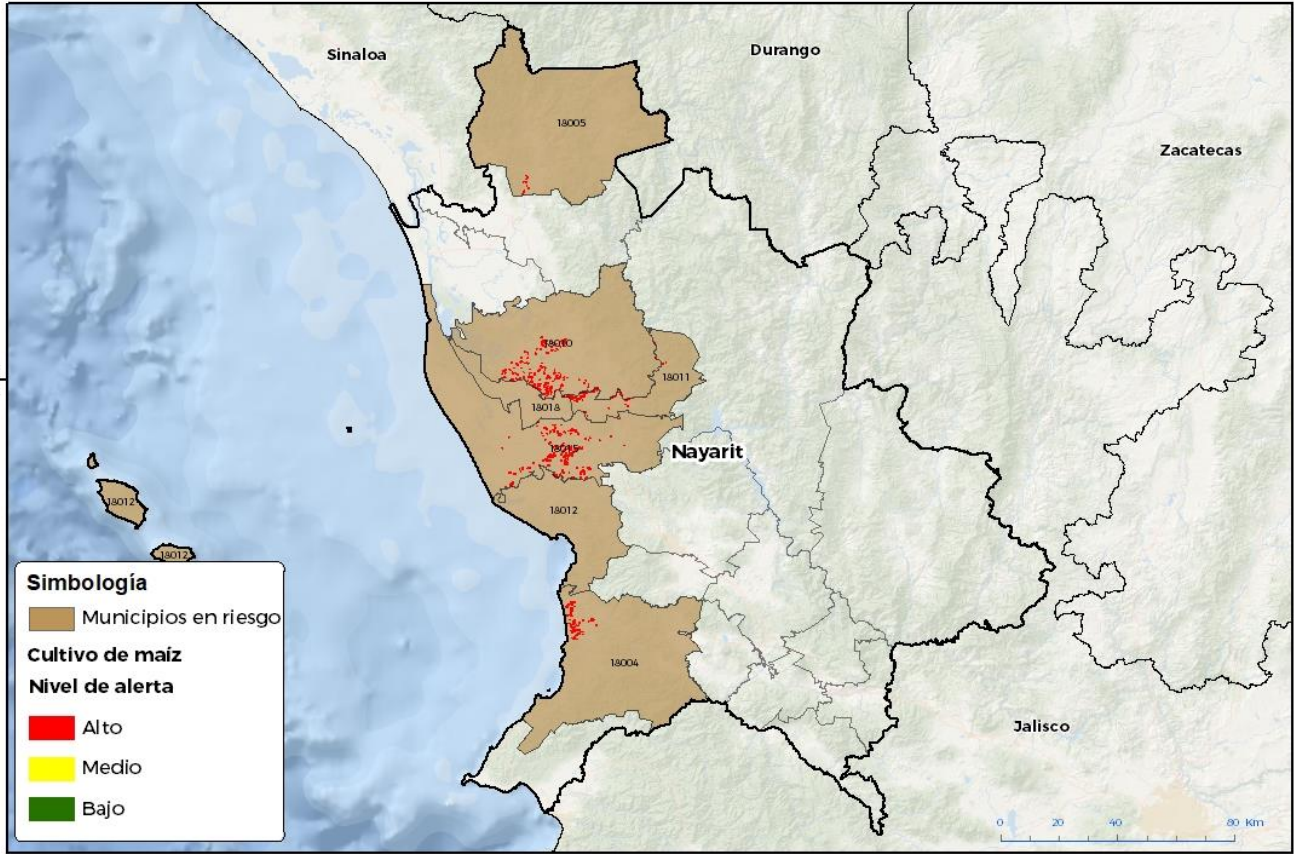 Sinaloa
Durango
Zacatecas
18005
18010
18011
18018
18015
Nayarit
18012
18012
18012
18004
Jalisco
Simbología
Municipios en riesgo
Cultivo de maíz
Nivel de alerta
Alto
Medio
Bajo
0 20 40 80 Km